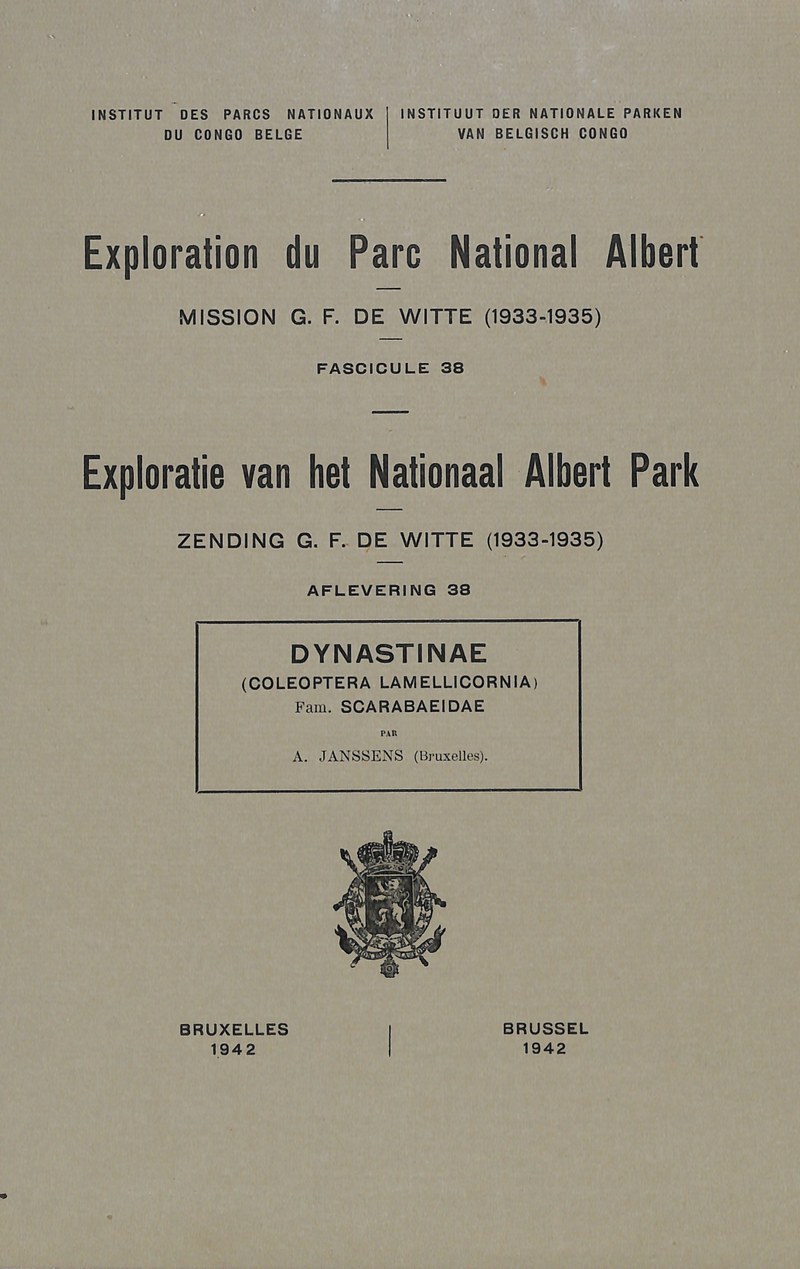 INSTITUT DES PARCS NATIONAUX
DU CONGO BELGE
INSTITUUT DER NATIONALE PARKEN
VAN BELGISCH CONGO
Exploration du Parc National Albert
MISSION G. F. DE WITTE (1933-1935)
FASCICULE 38
Exploratie van het Nationaal Albert Park
ZENDING G. F. DE WITTE (1933-1935)
AFLEVERING 38
DYNASTINAE
(COLEOPTERA LAMELLICORNIA)
Fam. SCARABAEIDAE
PAR
A. JANSSENS (Bruxelles).
BRUXELLES
1942
BRUSSEL
1942